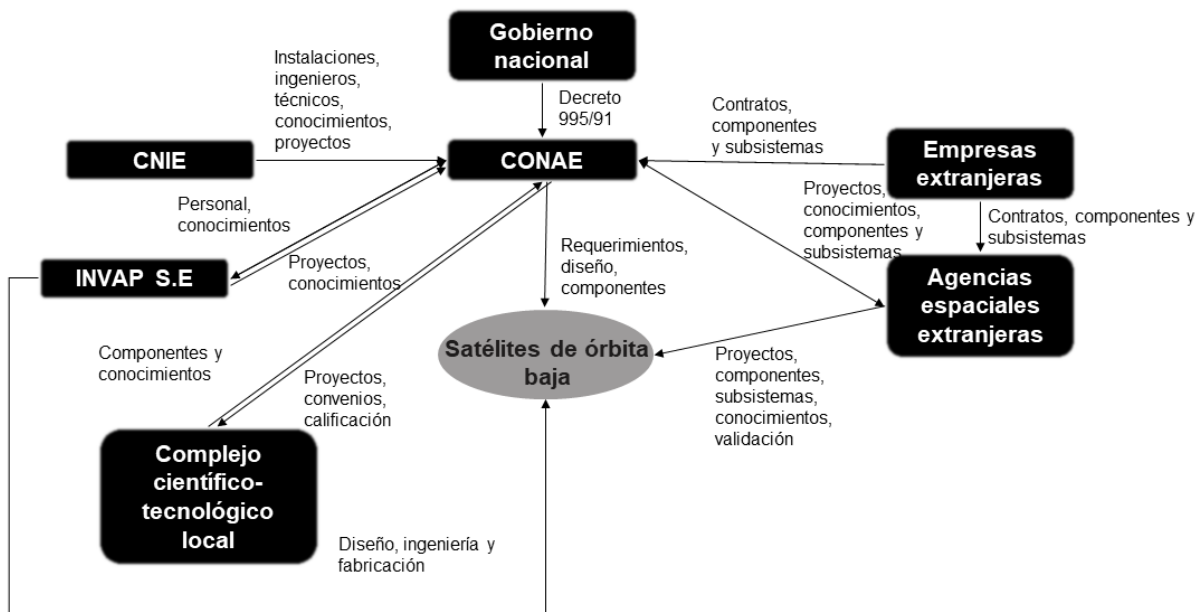 Gobierno
nacional
Instalaciones,
ingenieros,
técnicos,
conocimientos,
proyectos
Decreto
995/91
Contratos,
componentes
y subsistemas
CNIE
CONAE
Empresas
extranjeras
Personal,
conocimientos
Proyectos,
conocimientos,
componentes y
subsistemas
Contratos, componentes y
subsistemas
INVAP S.E
Proyectos,
conocimientos
Requerimientos,
diseño,
componentes
Agencias
espaciales
extranjeras
Componentes y
conocimientos
Proyectos,
convenios,
calificación
Satélites de órbita
baja
Proyectos,
componentes,
subsistemas,
conocimientos,
validación
Complejo
científico-
tecnológico
local
Diseño, ingeniería y
fabricación